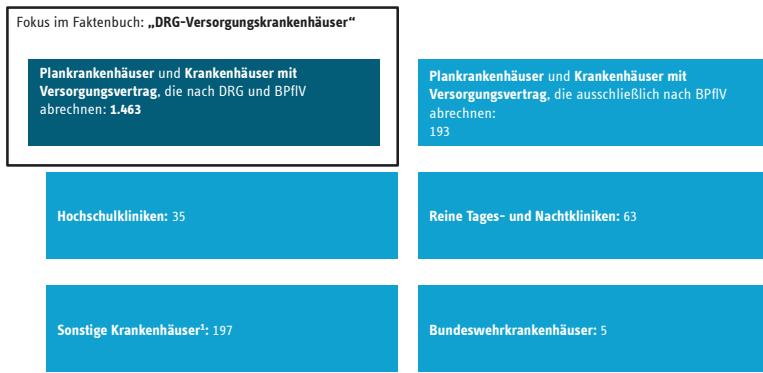 Fokus im Faktenbuch: „DRG-Versorgungskrankenhäuser“
Plankrankenhäuser und Krankenhäuser mit
Versorgungsvertrag, die nach DRG und BPflV
abrechnen: 1.463
Plankrankenhäuser und Krankenhäuser mit
Versorgungsvertrag, die ausschließlich nach BPflV
abrechnen:
193
Hochschulkliniken: 35
Reine Tages- und Nachtkliniken: 63
Sonstige Krankenhäuser¹: 197
Bundeswehrkrankenhäuser: 5